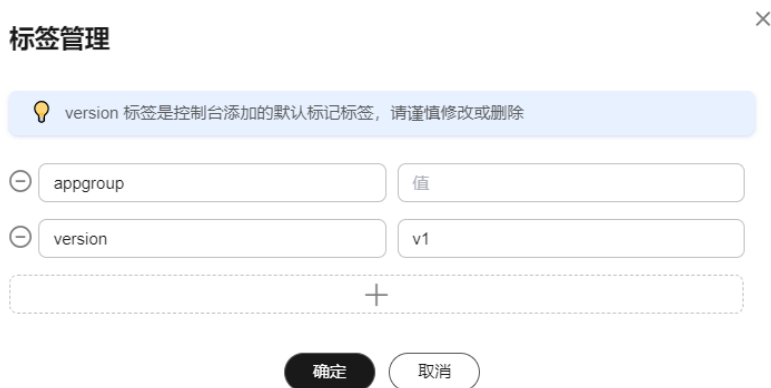 标签管理
version 标签是控制台添加的默认标记标签，请谨慎修改或删除
appgroup 值
version v1
确定 取消